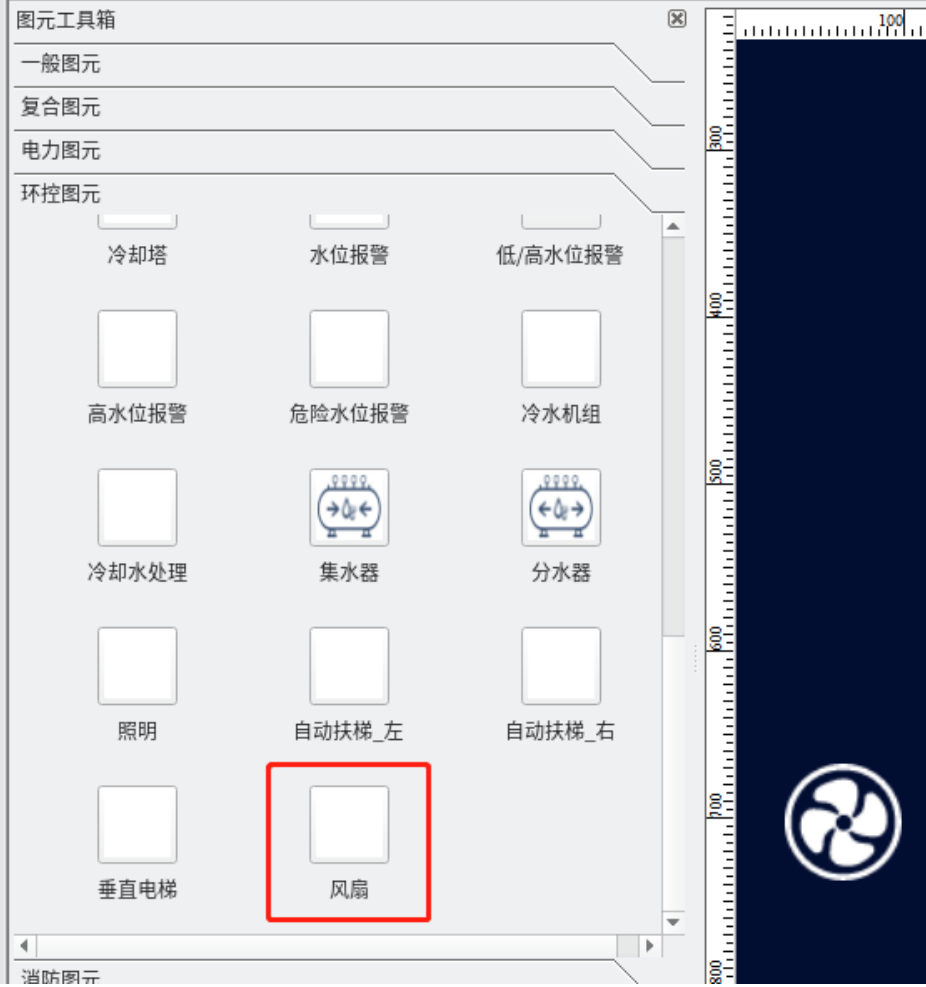 图元工具箱
一般图元
复合图元
电力图元
环控图元
冷却塔 水位报警 低/高水位报警
高水位报警 危险水位报警 冷水机组
冷却水处理 集水器 分水器
照明 自动扶梯_左 自动扶梯_右
垂直电梯 风扇
消防图元
100
300
400
500
600
700
800